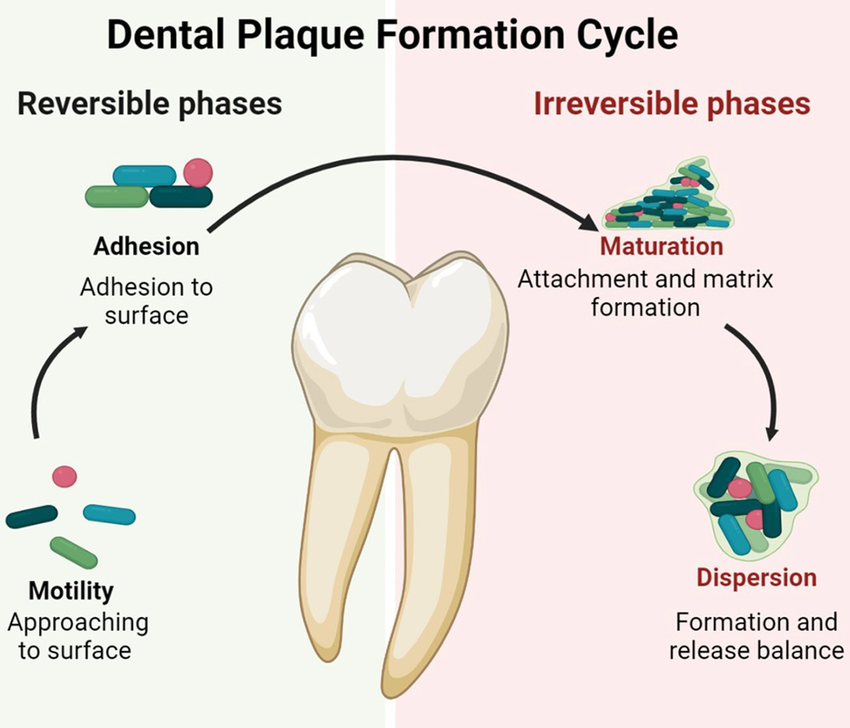 Dental Plaque Formation Cycle
Reversible phases
Irreversible phases
Adhesion
Adhesion to
surface
Maturation
Attachment and matrix
formation
Motility
Approaching
to surface
Dispersion
Formation and
release balance